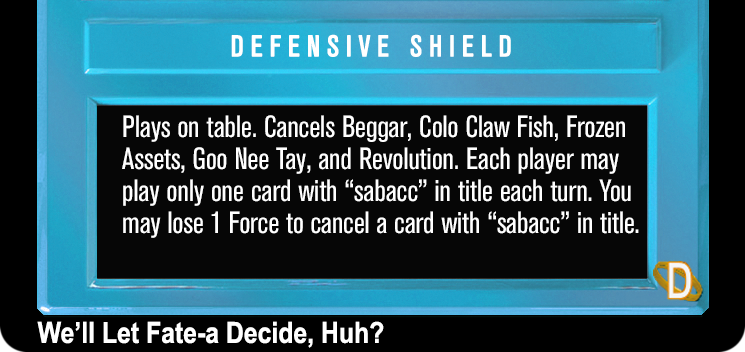 DEFENSIVE SHIELD
Plays on table. Cancels Beggar, Colo Claw Fish, Frozen
Assets, Goo Nee Tay, and Revolution. Each player may
play only one card with “sabacc” in title each turn. You
may lose 1 Force to cancel a card with “sabacc” in title.
D
We’ll Let Fate-a Decide, Huh?